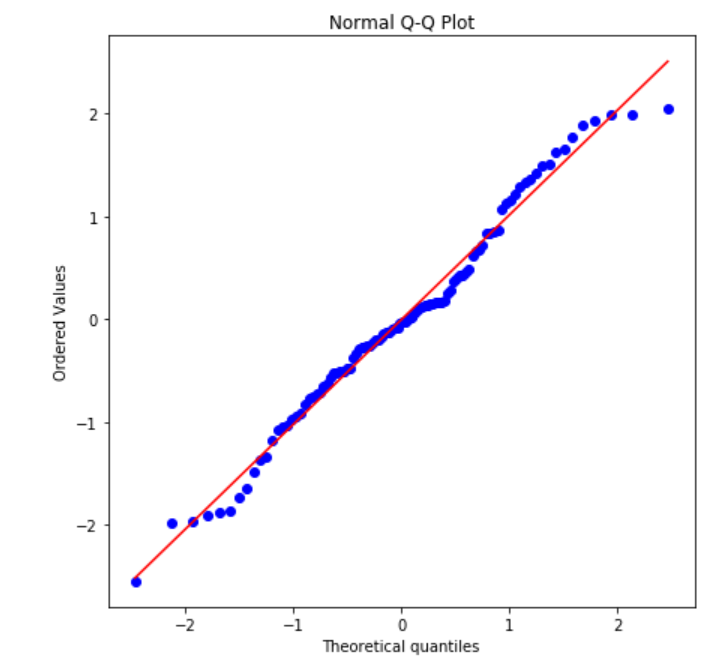 Normal Q-Q Plot
2
1
0
−1
−2
Ordered Values
−2 −1 0 1 2
Theoretical quantiles